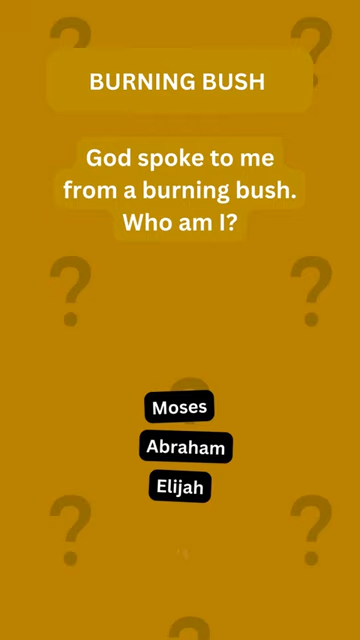 BURNING BUSH
God spoke to me
from a burning bush.
Who am I?
Moses
Abraham
Elijah